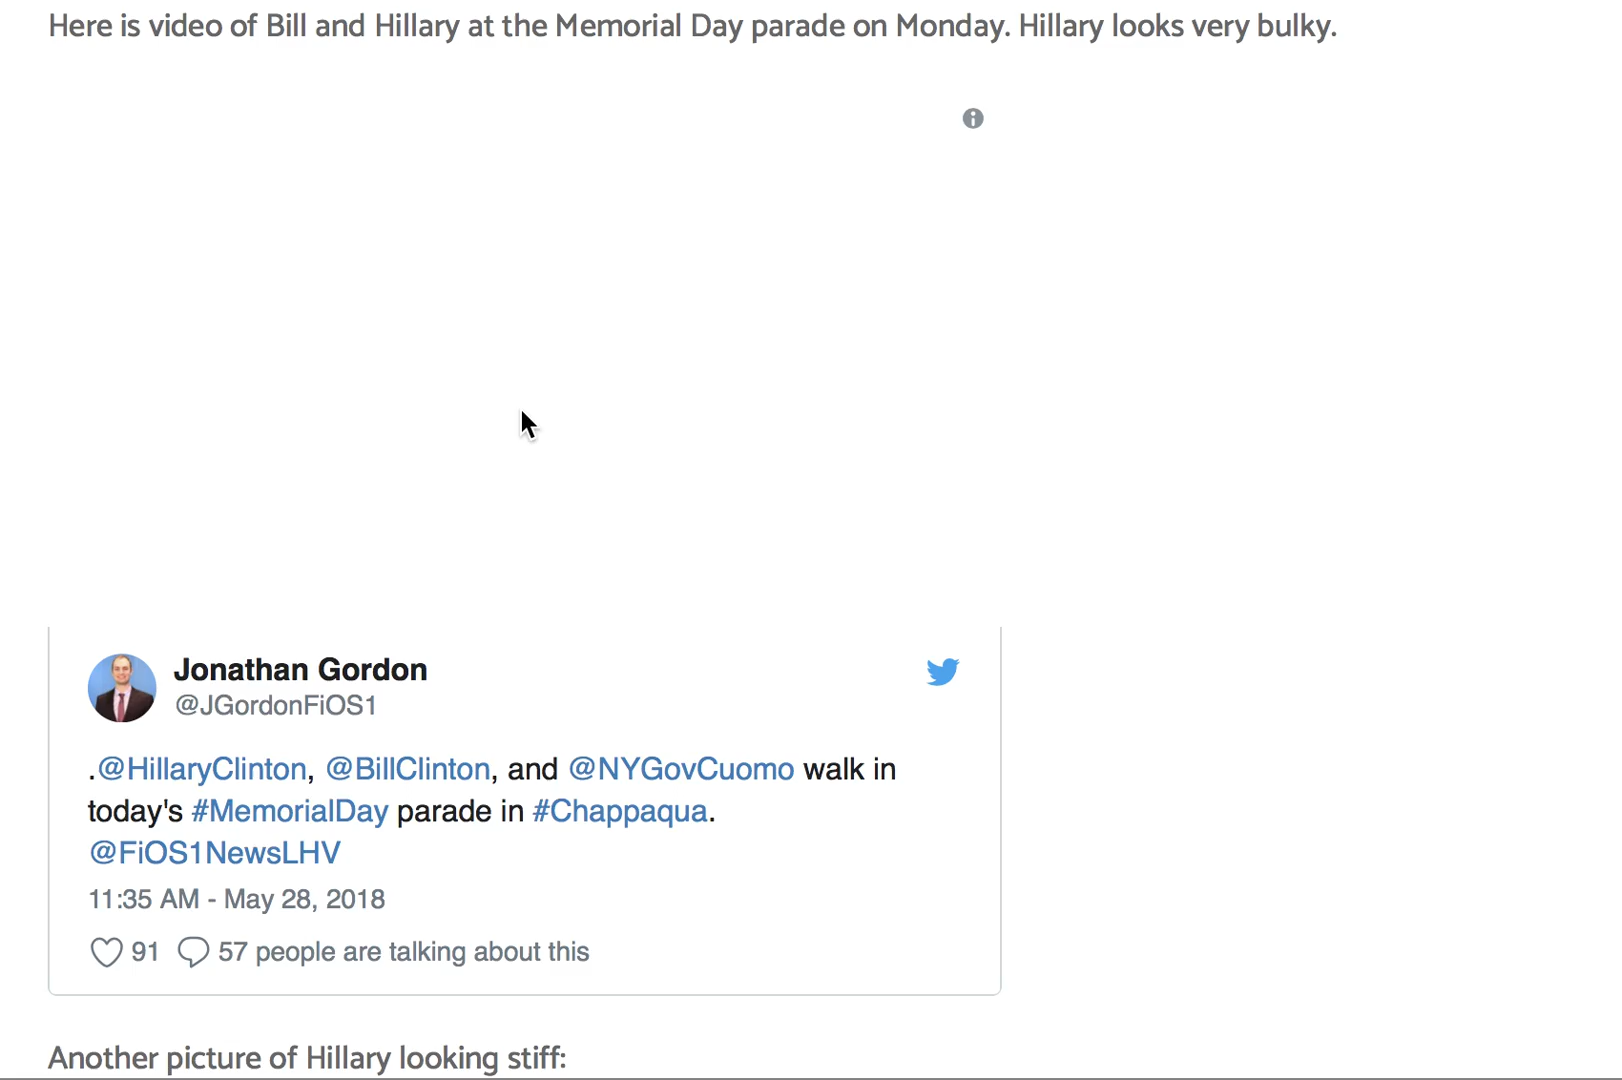 Here is video of Bill and Hillary at the Memorial Day parade on Monday. Hillary looks very bulky.
Jonathan Gordon
@JGordonFiOS1
.@HillaryClinton, @BillClinton, and @NYGovCuomo walk in
today's #MemorialDay parade in #Chappaqua.
@FiOS1NewsLHV
11:35 AM - May 28, 2018
91 57 people are talking about this
Another picture of Hillary looking stiff: